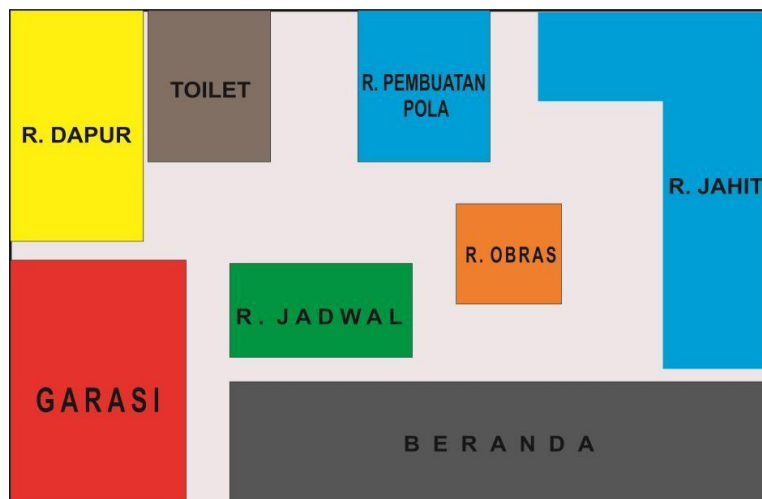 R. DAPUR
TOILET
R. PEMBUATAN
POLA
R. JAHIT
R. OBRAS
R. JADWAL
GARASI
BERANDA